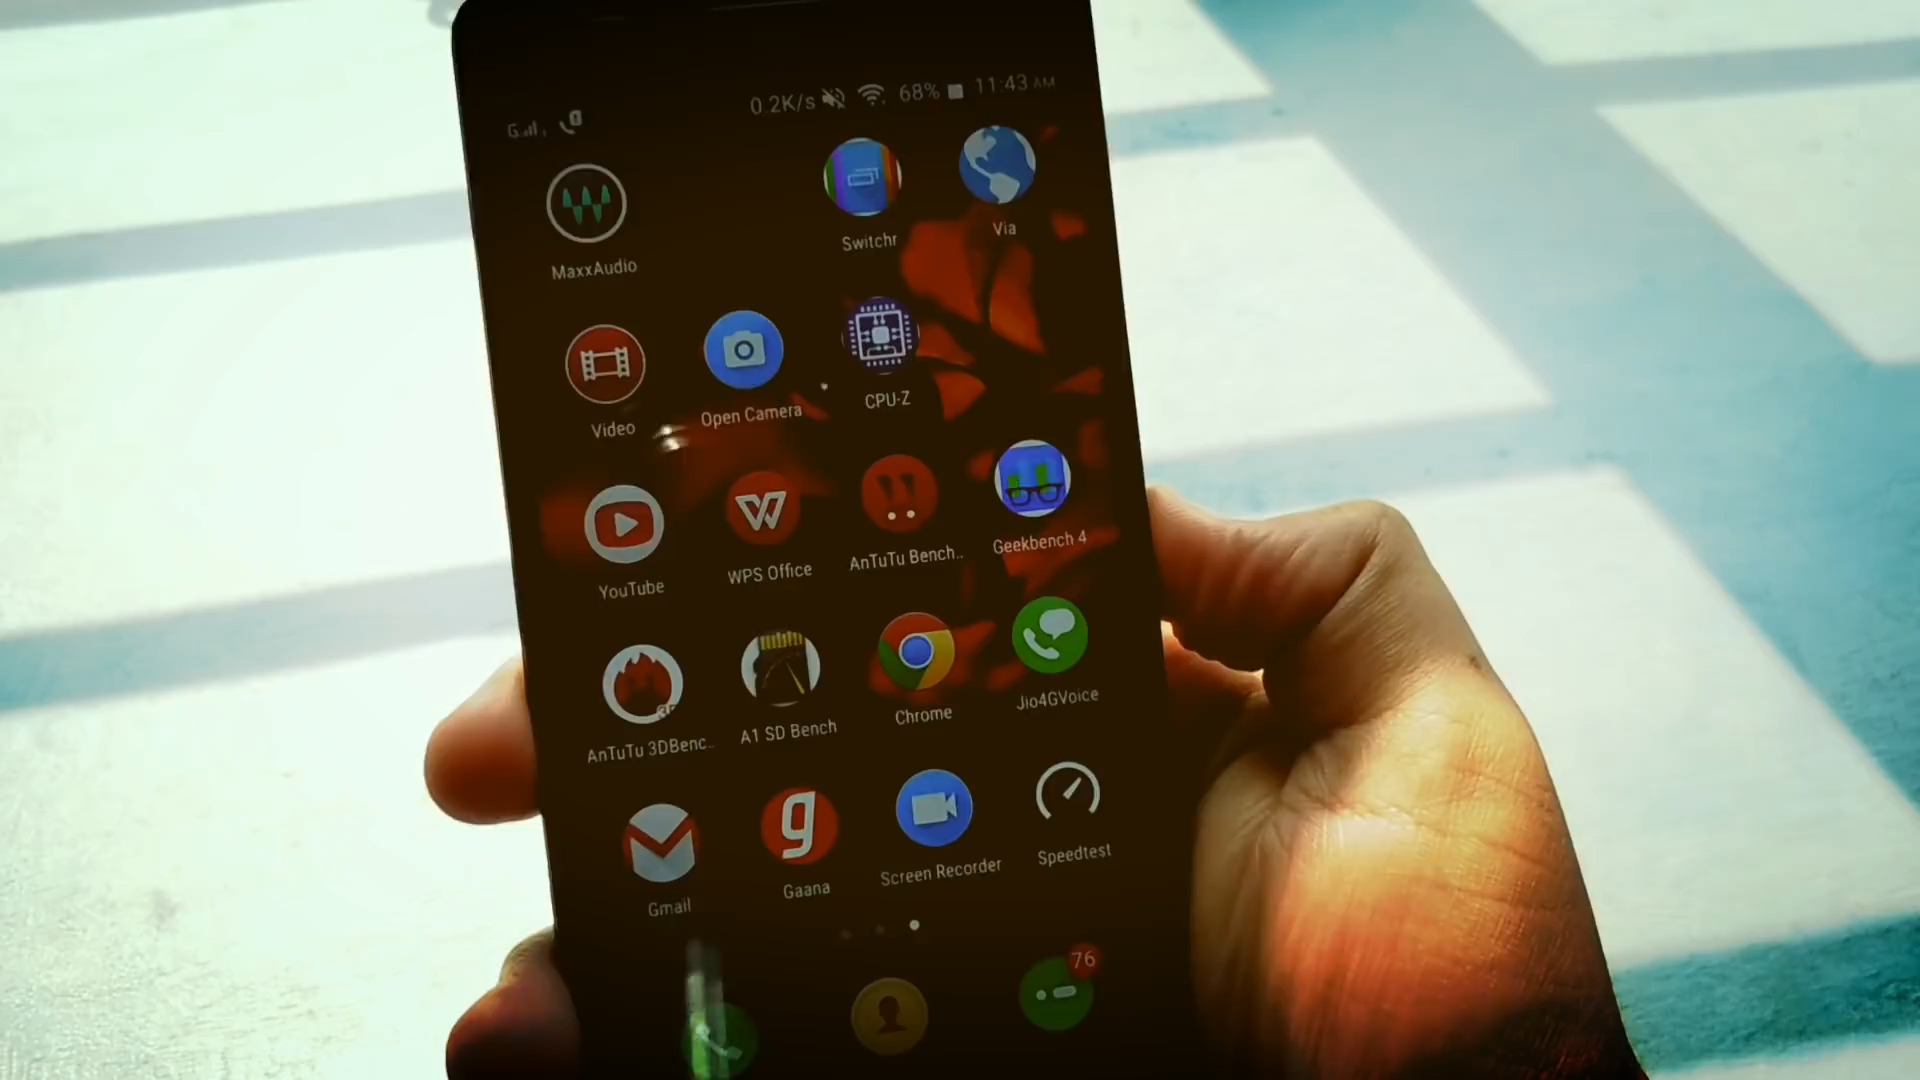 G 0.2K/s 68% 11:43 AM
MaxxAudio Switchr Via
Video Open Camera CPU-Z
YouTube WPS Office AnTuTu Bench.. Geekbench 4
AnTuTu 3DBenc.. A1 SD Bench Chrome Jio4GVoice
Gmail Gaana Screen Recorder Speedtest
76